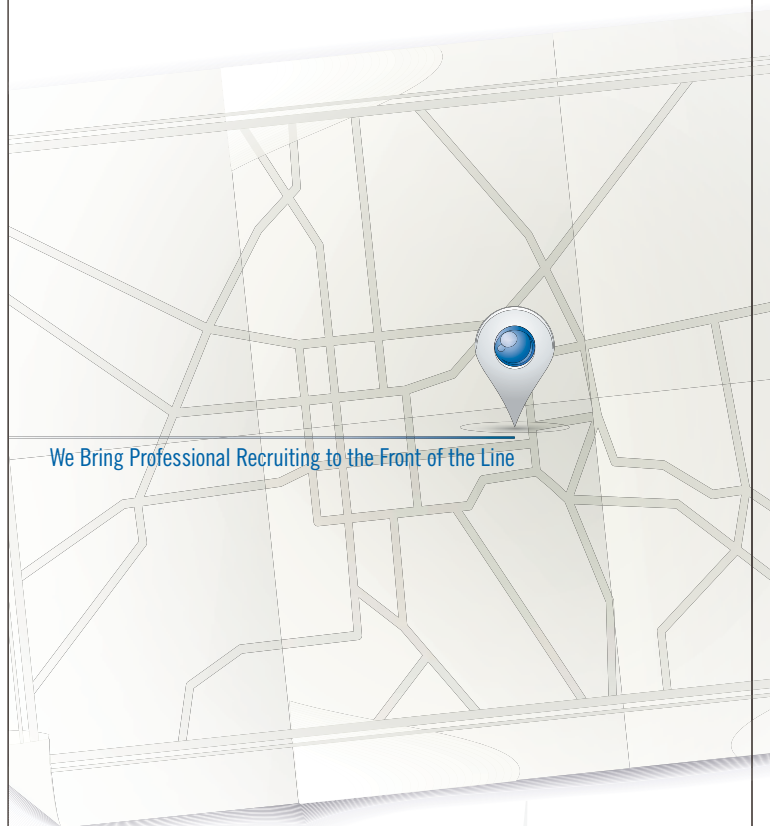 We Bring Professional Recruiting to the Front of the Line